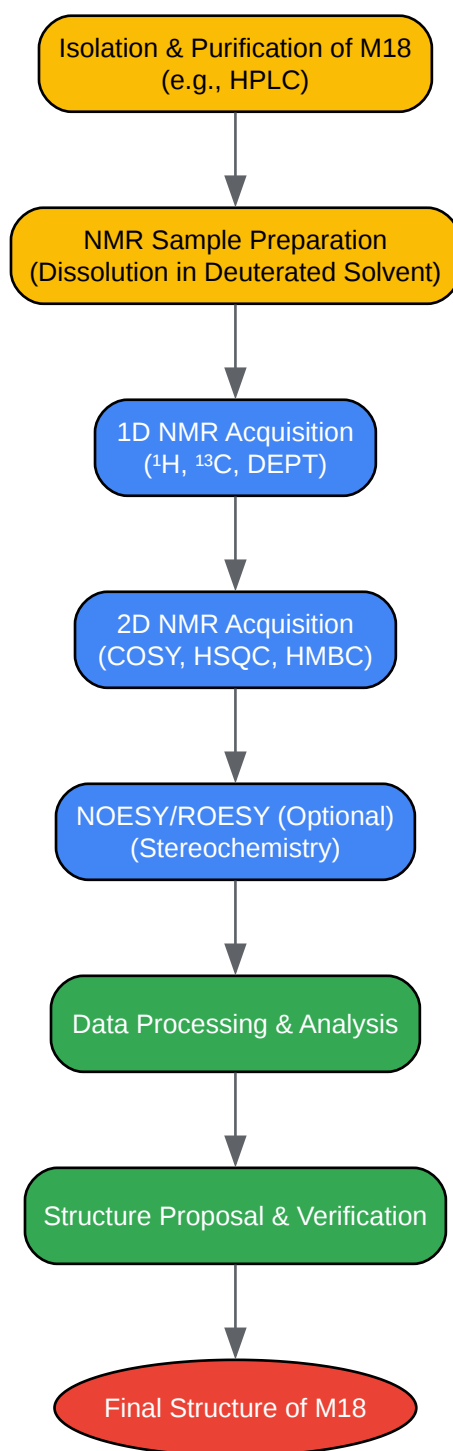 Isolation & Purification of M18
(e.g., HPLC)
NMR Sample Preparation
(Dissolution in Deuterated Solvent)
1D NMR Acquisition
(¹H, ¹³C, DEPT)
2D NMR Acquisition
(COSY, HSQC, HMBC)
NOESY/ROESY (Optional)
(Stereochemistry)
Data Processing & Analysis
Structure Proposal & Verification
Final Structure of M18